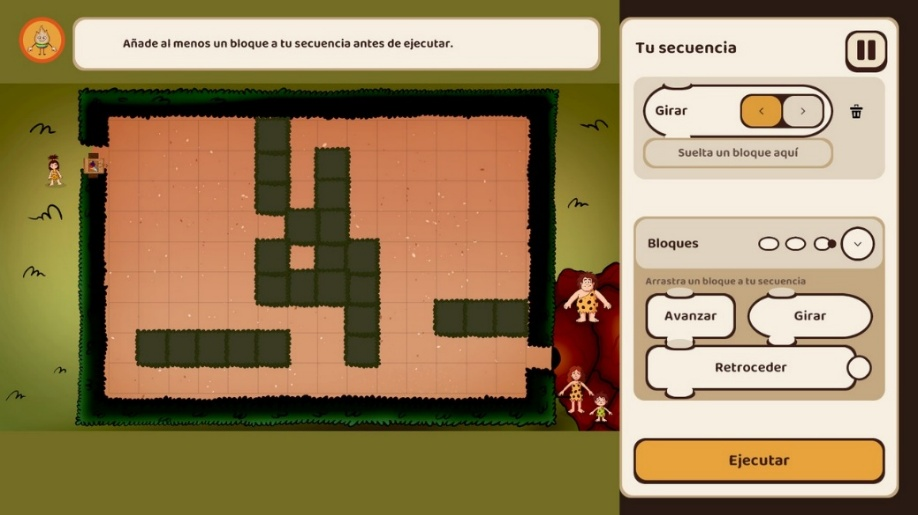 Añade al menos un bloque a tu secuencia antes de ejecutar.
Tu secuencia
Girar
Suelta un bloque aquí
Bloques
Arrastra un bloque a tu secuencia
Avanzar
Girar
Retroceder
Ejecutar